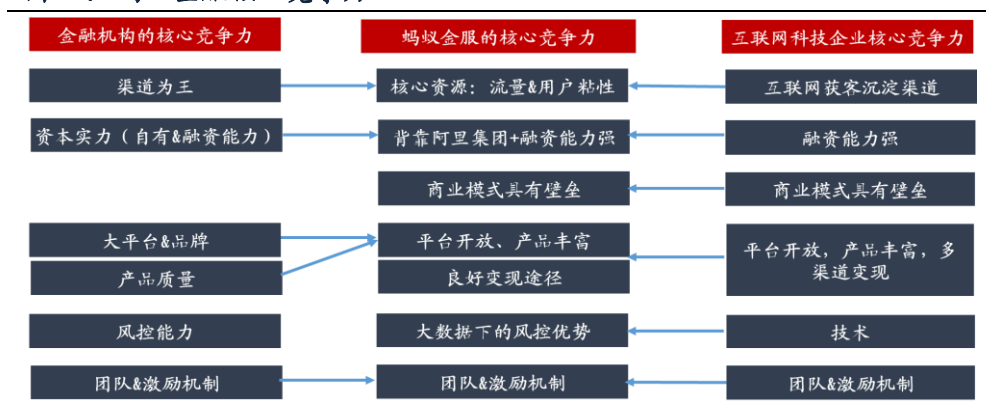 金融机构的核心竞争力
蚂蚁金服的核心竞争力
互联网科技企业核心竞争力
渠道为王
核心资源：流量&用户粘性
互联网获客沉淀渠道
资本实力（自有&融资能力）
背靠阿里集团+融资能力强
融资能力强
商业模式具有壁垒
商业模式具有壁垒
大平台&品牌
平台开放、产品丰富
平台开放，产品丰富，多
渠道变现
产品质量
良好变现途径
风控能力
大数据下的风控优势
技术
团队&激励机制
团队&激励机制
团队&激励机制